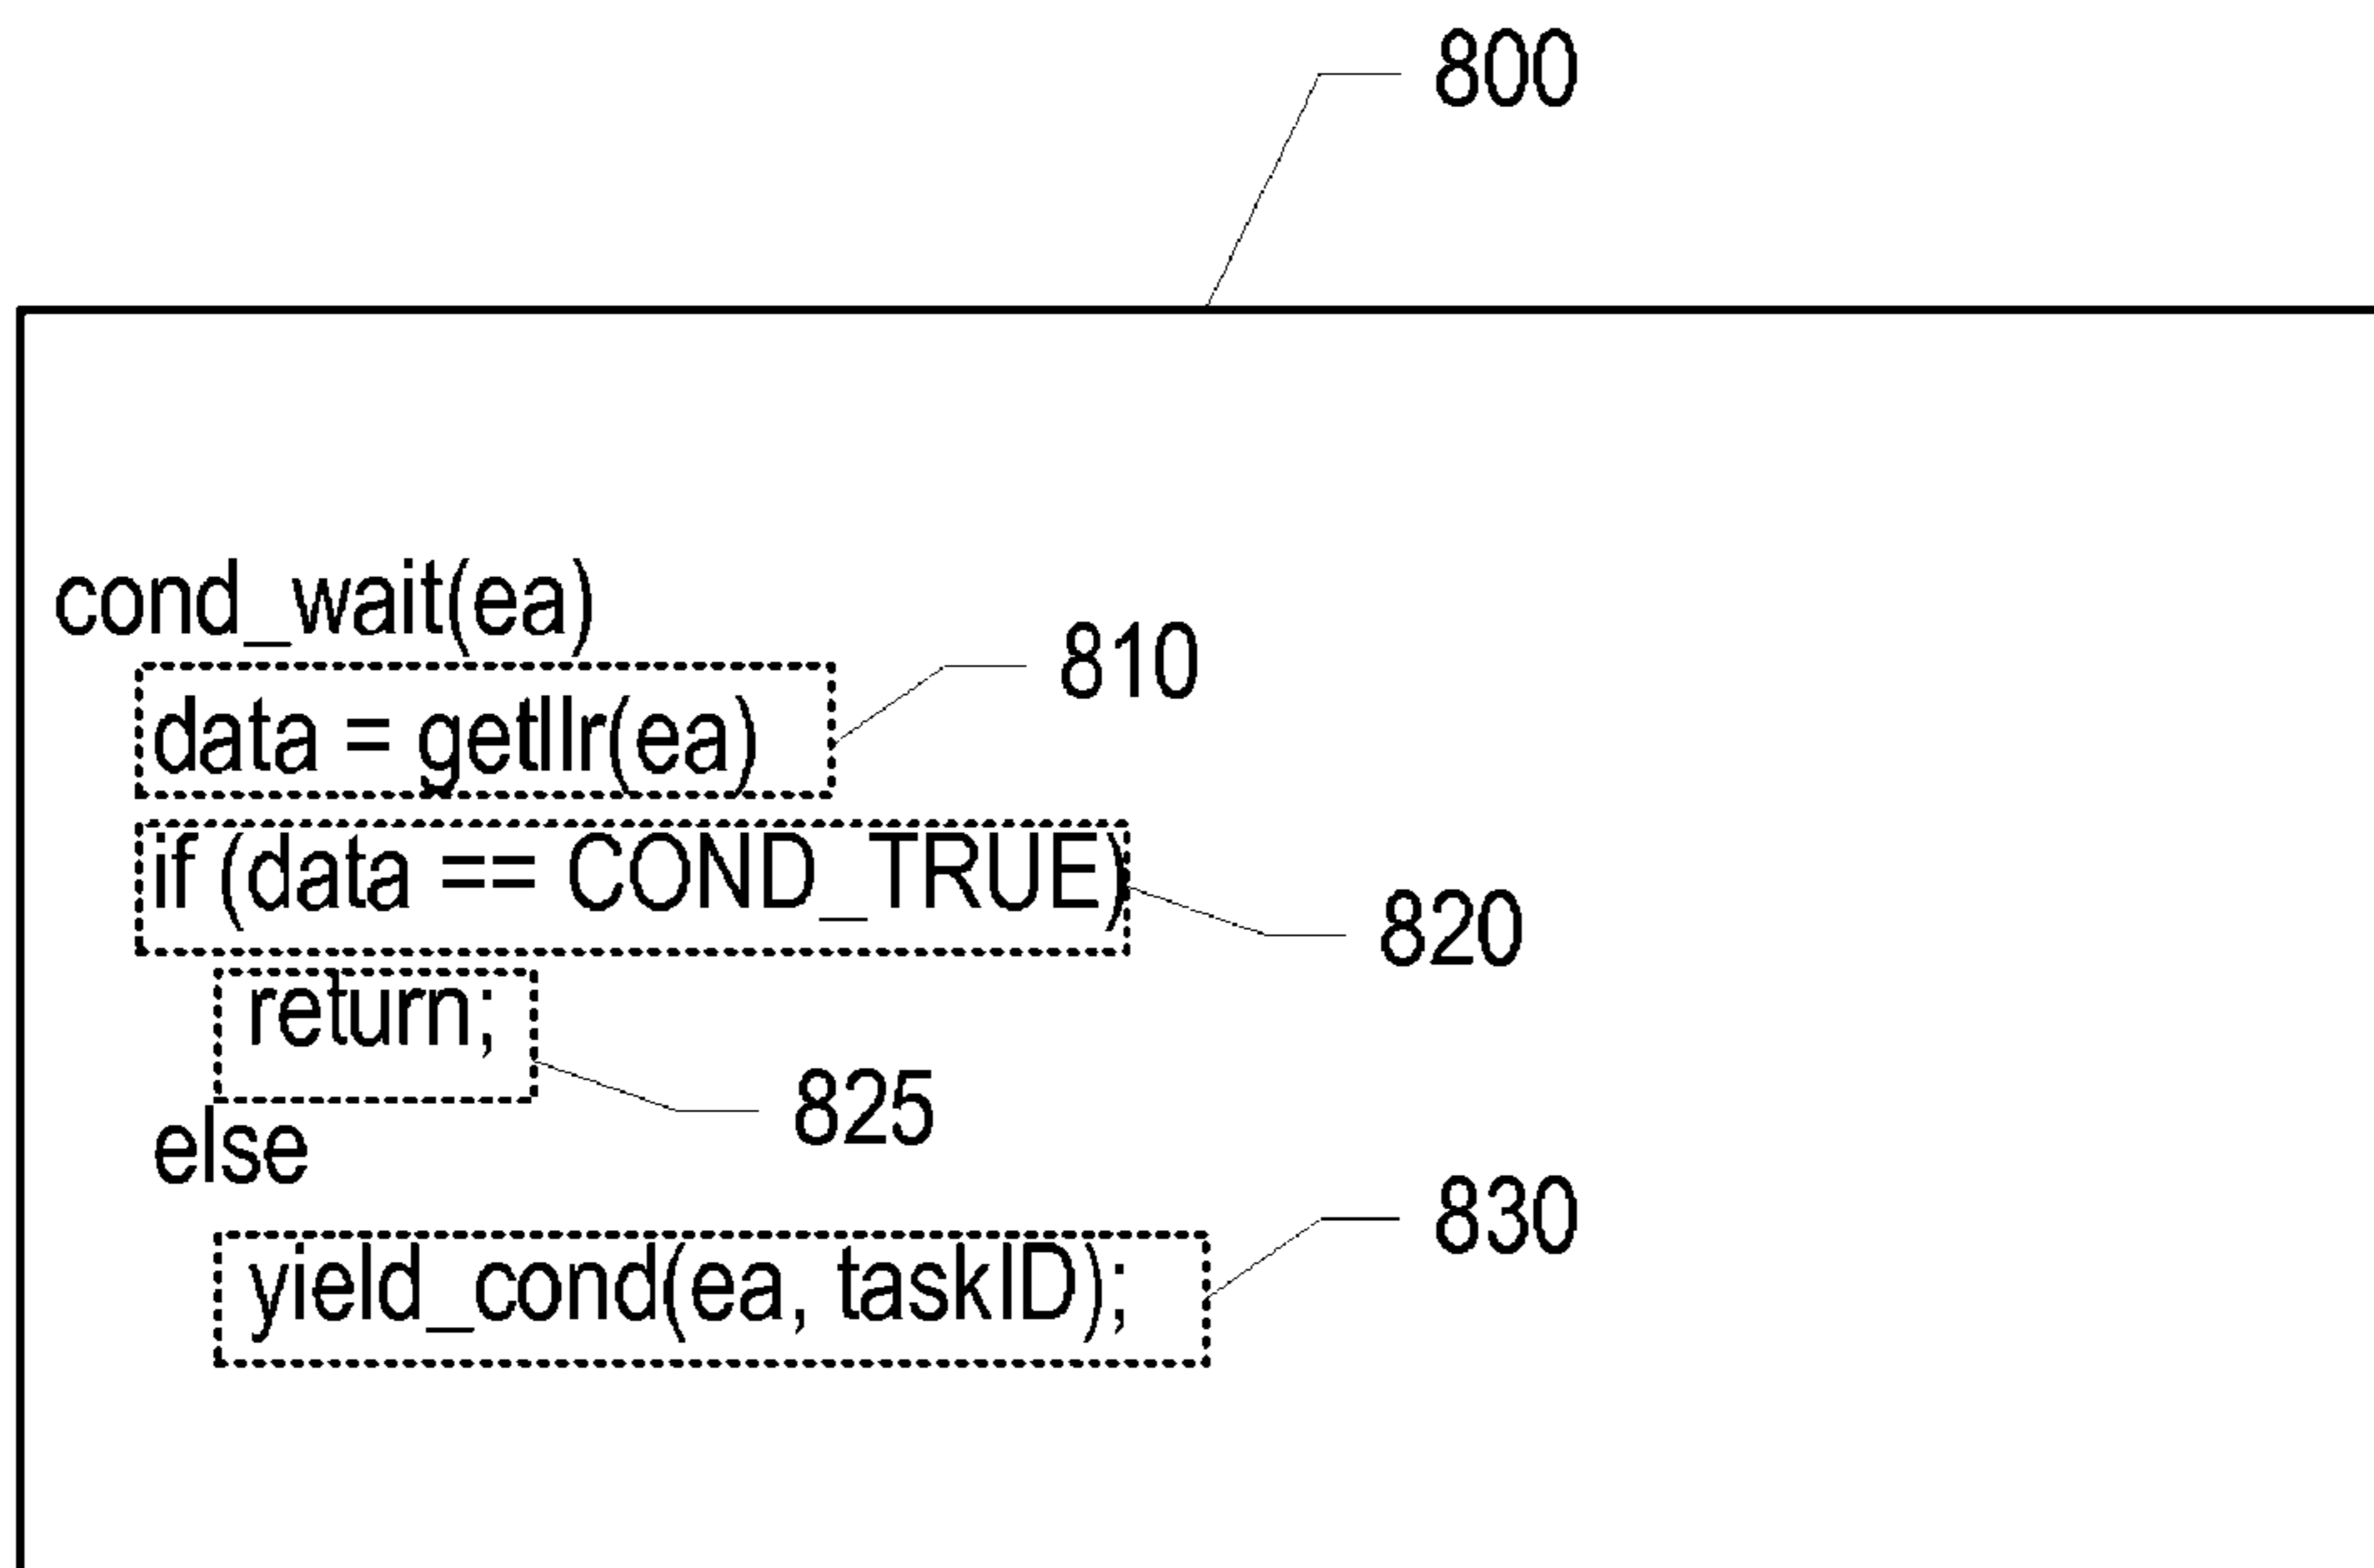 800
cond_wait(ea)
810
data = getllr(ea)
if (data == COND_TRUE)
820
return;
825
else
830
yield_cond(ea, taskID);